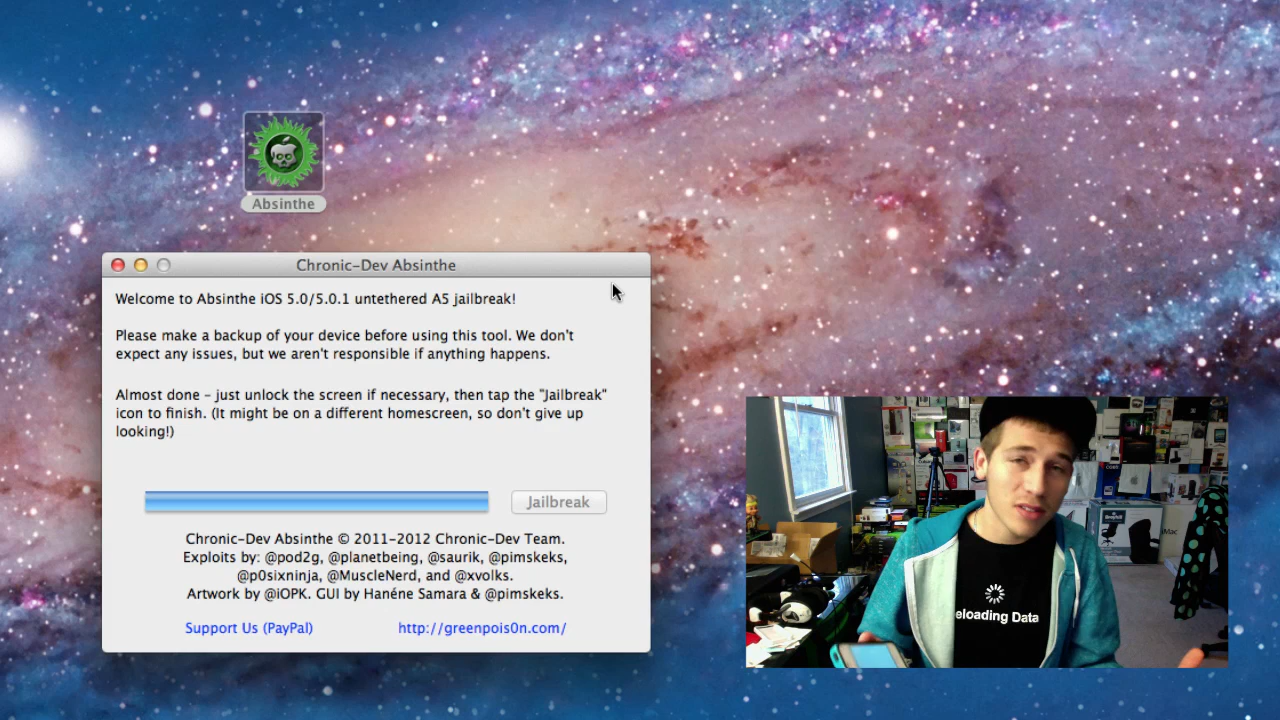 Absinthe
Chronic-Dev Absinthe
Welcome to Absinthe iOS 5.0/5.0.1 untethered A5 jailbreak!
Please make a backup of your device before using this tool. We don't
expect any issues, but we aren't responsible if anything happens.
Almost done - just unlock the screen if necessary, then tap the "Jailbreak"
icon to finish. (It might be on a different homescreen, so don't give up
looking!)
Jailbreak
Chronic-Dev Absinthe © 2011-2012 Chronic-Dev Team.
Exploits by: @pod2g, @planetbeing, @saurik, @pimskeks,
@p0sixninja, @MuscleNerd, and @xvolks.
Artwork by @iOPK. GUI by Hanéne Samara & @pimskeks.
Support Us (PayPal)
http://greenpois0n.com/
eloading Data
iMac